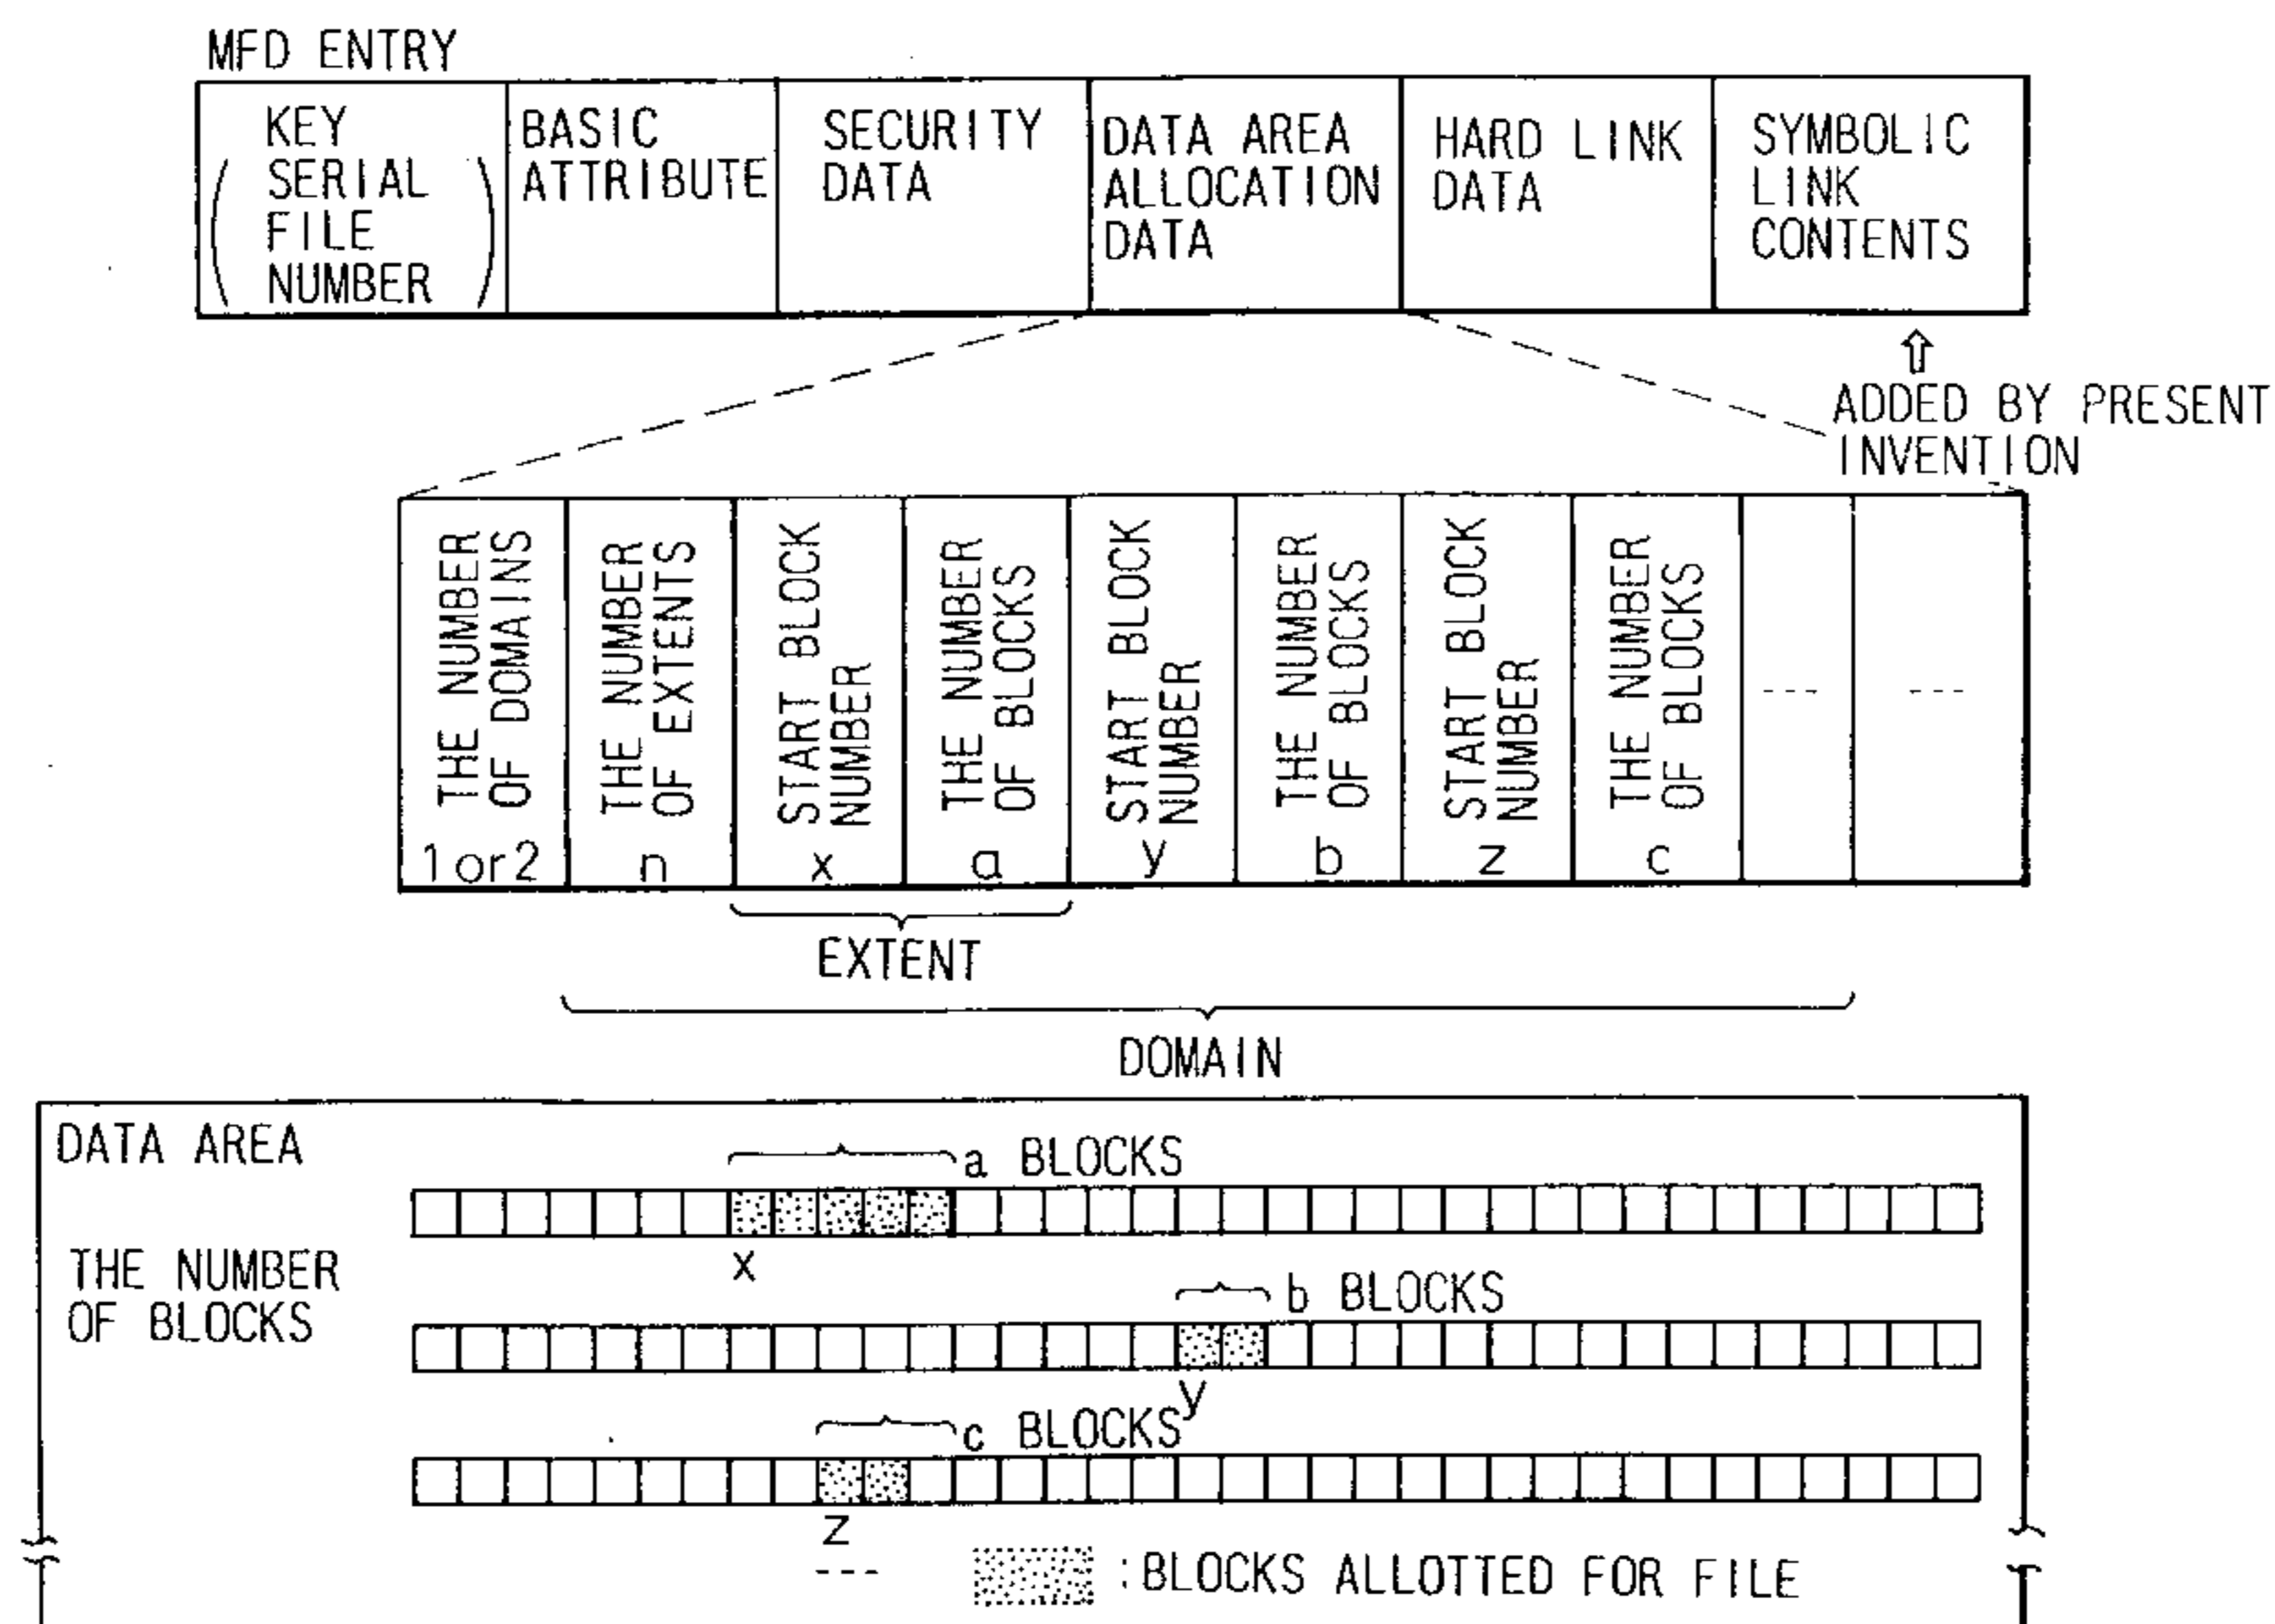 MFD ENTRY
KEY
( SERIAL
FILE
NUMBER )
BASIC
ATTRIBUTE
SECURITY
DATA
DATA AREA
ALLOCATION
DATA
HARD LINK
DATA
SYMBOLIC
LINK
CONTENTS
ADDED BY PRESENT
INVENTION
THE NUMBER
OF DOMAINS
1or2
THE NUMBER
OF EXTENTS
n
START BLOCK
NUMBER
x
THE NUMBER
OF BLOCKS
a
START BLOCK
NUMBER
y
THE NUMBER
OF BLOCKS
b
START BLOCK
NUMBER
z
THE NUMBER
OF BLOCKS
c
---
---
EXTENT
DOMAIN
DATA AREA
a BLOCKS
x
THE NUMBER
OF BLOCKS
b BLOCKS
y
c BLOCKS
z
---
:BLOCKS ALLOTTED FOR FILE